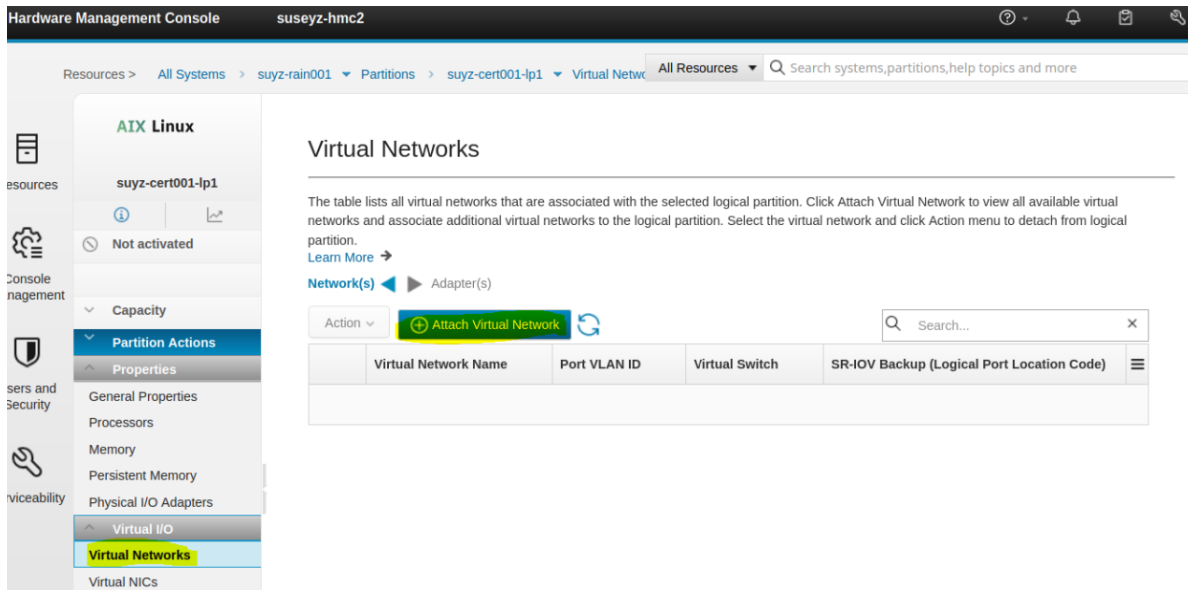 Hardware Management Console suseyz-hmc2
Resources > All Systems > suyz-rain001 Partitions > suyz-cert001-lp1 Virtual Netwo All Resources Search systems,partitions,help topics and more
AIX Linux
esources
suyz-cert001-lp1
Not activated
Console
nagement
Capacity
Partition Actions
Properties
sers and
Security
General Properties
Processors
Memory
Persistent Memory
rviceability
Physical I/O Adapters
Virtual I/O
Virtual Networks
Virtual NICs
Virtual Networks
The table lists all virtual networks that are associated with the selected logical partition. Click Attach Virtual Network to view all available virtual
networks and associate additional virtual networks to the logical partition. Select the virtual network and click Action menu to detach from logical
partition.
Learn More
Network(s) Adapter(s)
Action Attach Virtual Network Search...
Virtual Network Name Port VLAN ID Virtual Switch SR-IOV Backup (Logical Port Location Code)